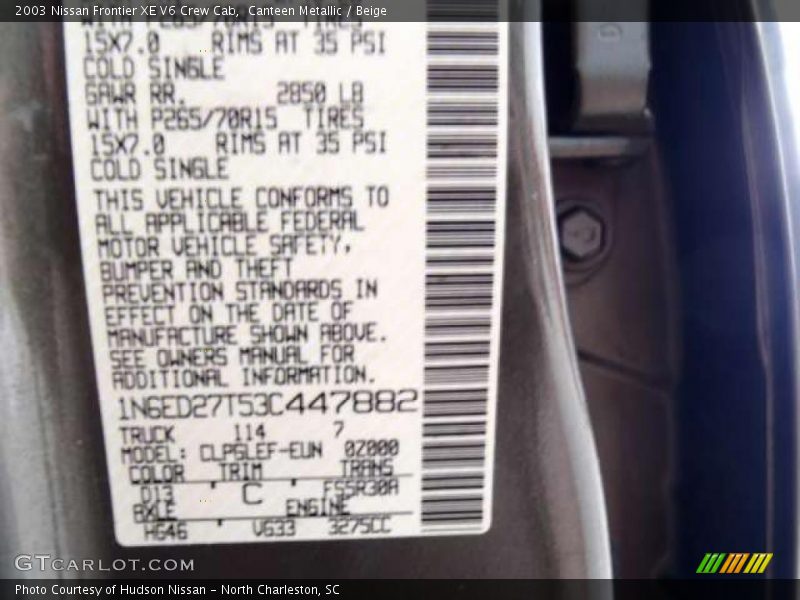 2003 Nissan Frontier XE V6 Crew Cab, Canteen Metallic / Beige
15X7.0 RIMS AT 35 PSI
COLD SINGLE
GAWR RR. 2850 LB
WITH P265/70R15 TIRES
15X7.0 RIMS AT 35 PSI
COLD SINGLE
THIS VEHICLE CONFORMS TO
ALL APPLICABLE FEDERAL
MOTOR VEHICLE SAFETY,
BUMPER AND THEFT
PREVENTION STANDARDS IN
EFFECT ON THE DATE OF
MANUFACTURE SHOWN ABOVE.
SEE OWNERS MANUAL FOR
ADDITIONAL INFORMATION.
1N6ED27T53C447882
TRUCK 114 7
MODEL: CLPGLEF-EUN 0Z000
COLOR TRIM TRANS
D13 C FS5R30A
AXLE ENGINE
HG46 VG33 3275CC
GTCARLOT.COM
Photo Courtesy of Hudson Nissan - North Charleston, SC